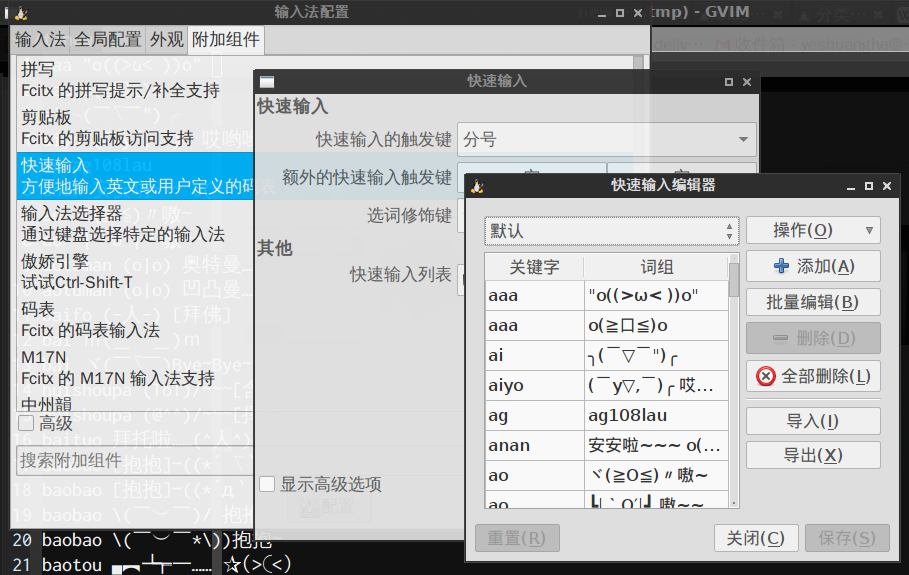 输入法配置
tmp) - GVIM
输入法 全局配置 外观 附加组件
拼写
Fcitx 的拼写提示/补全支持
剪贴板
Fcitx 的剪贴板访问支持
快速输入
方便地输入英文或用户定义的码表
输入法选择器
通过键盘选择特定的输入法
傲娇引擎
试试Ctrl-Shift-T
码表
Fcitx 的码表输入法
M17N
Fcitx 的 M17N 输入法支持
中州韻
高级
搜索附加组件
快速输入
快速输入
快速输入的触发键 分号
额外的快速输入触发键
选词修饰键
其他
快速输入列表
显示高级选项
配置
快速输入编辑器
默认
关键字 词组
aaa "o((>ω< ))o"
aaa o(≧口≦)o
ai ╮(￣▽￣")╭
aiyo (￣y▽,￣)╭ 哎…
ag ag108lau
anan 安安啦~~~ o(…
ao ヾ(≧O≦)〃嗷~
ao ┗|｀O′|┛ 嗷~~
操作(O)
添加(A)
批量编辑(B)
删除(D)
全部删除(L)
导入(I)
导出(X)
重置(R) 关闭(C) 保存(S)
18 baobao [抱抱]~((*´д`
19 baobao \(￣︶￣)/ 抱抱
20 baobao \(￣︶￣*\))抱抱~
21 baotou ▄︻┻┳═一…… ☆(>○<)